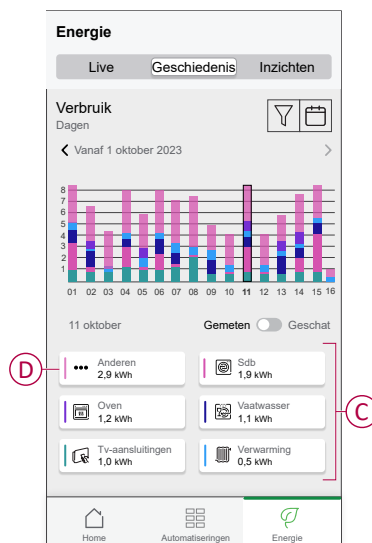 Energie
Live Geschiedenis Inzichten
Verbruik
Dagen
Vanaf 1 oktober 2023
8
7
6
5
4
3
2
1
01 02 03 04 05 06 07 08 09 10 11 12 13 14 15 16
11 oktober Gemeten Geschat
D
Anderen
2,9 kWh
Sdb
1,9 kWh
Oven
1,2 kWh
Vaatwasser
1,1 kWh
C
Tv-aansluitingen
1,0 kWh
Verwarming
0,5 kWh
Home Automatiseringen Energie